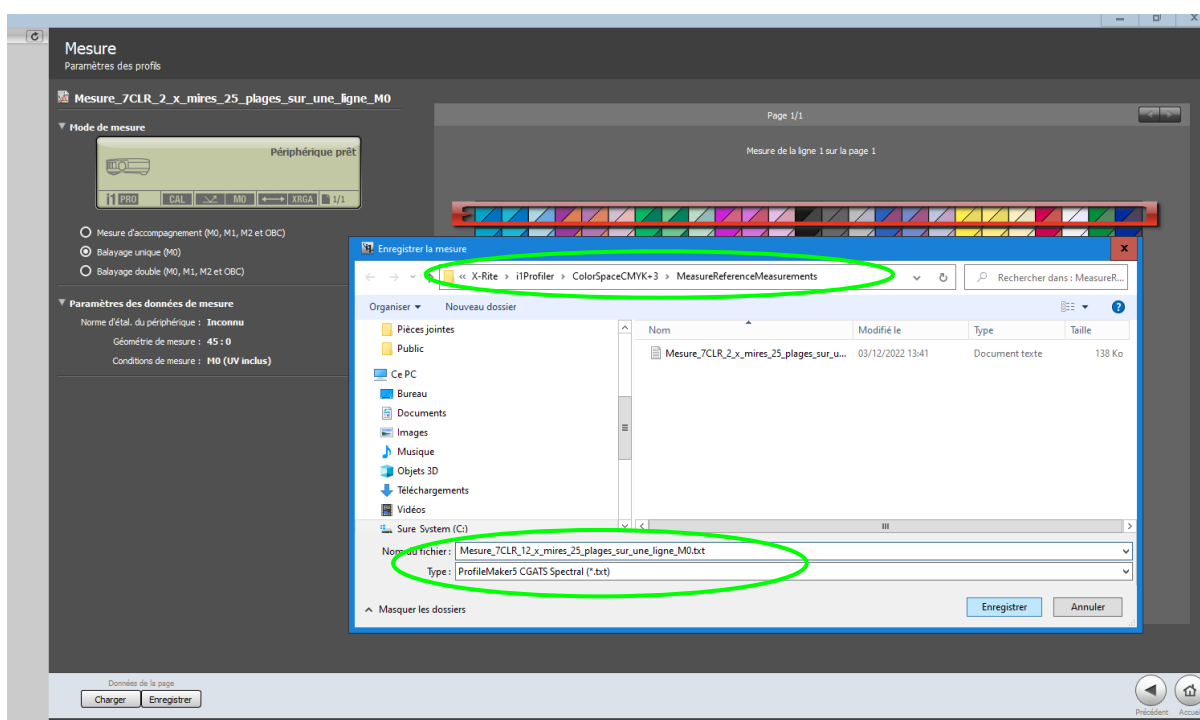 Mesure
Paramètres des profils
Mesure_7CLR_2_x_mires_25_plages_sur_une_ligne_M0
Mode de mesure
Périphérique prêt
i1 PRO CAL M0 XRGA 1/1
Mesure d'accompagnement (M0, M1, M2 et OBC)
Balayage unique (M0)
Balayage double (M0, M1, M2 et OBC)
Paramètres des données de mesure
Norme d'étal. du périphérique : Inconnu
Géométrie de mesure : 45 : 0
Conditions de mesure : M0 (UV inclus)
Page 1/1
Mesure de la ligne 1 sur la page 1
Enregistrer la mesure
« X-Rite › i1Profiler › ColorSpaceCMYK+3 › MeasureReferenceMeasurements
Rechercher dans : MeasureR...
Organiser
Nouveau dossier
Pièces jointes
Public
Ce PC
Bureau
Documents
Images
Musique
Objets 3D
Téléchargements
Vidéos
Sure System (C:)
Nom Modifié le Type Taille
Mesure_7CLR_2_x_mires_25_plages_sur_u... 03/12/2022 13:41 Document texte 138 Ko
Nom du fichier : Mesure_7CLR_12_x_mires_25_plages_sur_une_ligne_M0.txt
Type : ProfileMaker5 CGATS Spectral (*.txt)
Masquer les dossiers
Enregistrer
Annuler
Données de la page
Charger
Enregistrer
Précédent